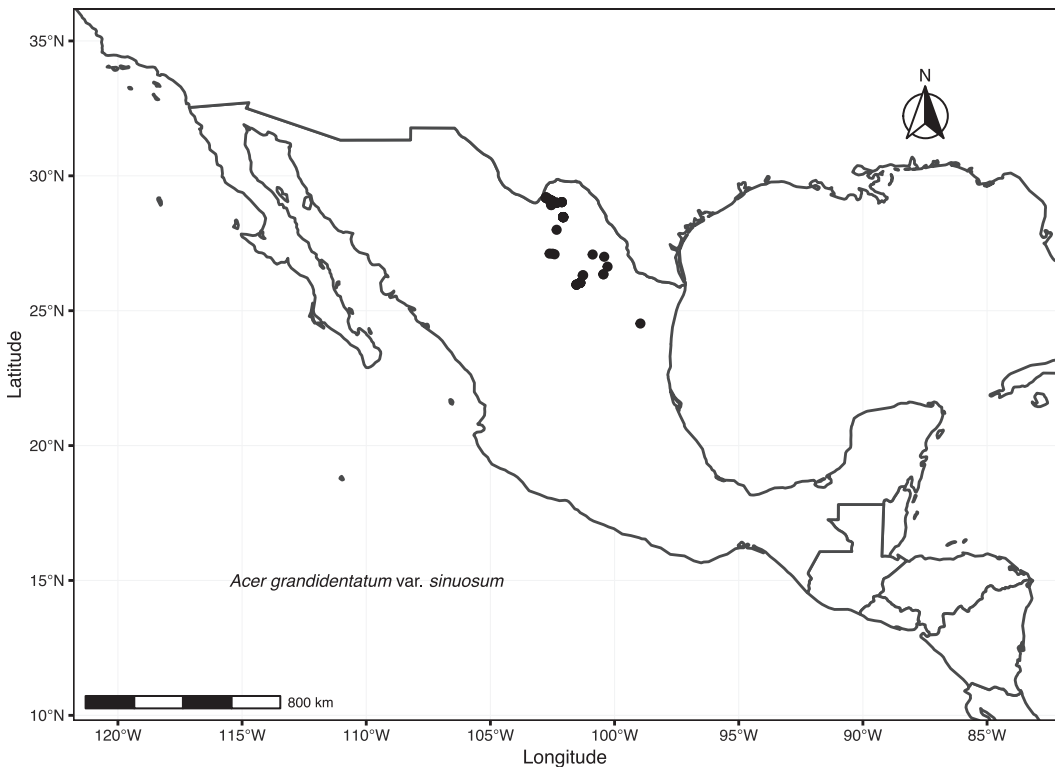 35°N
N
30°N
25°N
Latitude
20°N
15°N
Acer grandidentatum var. sinuosum
800 km
10°N
120°W 115°W 110°W 105°W 100°W 95°W 90°W 85°W
Longitude